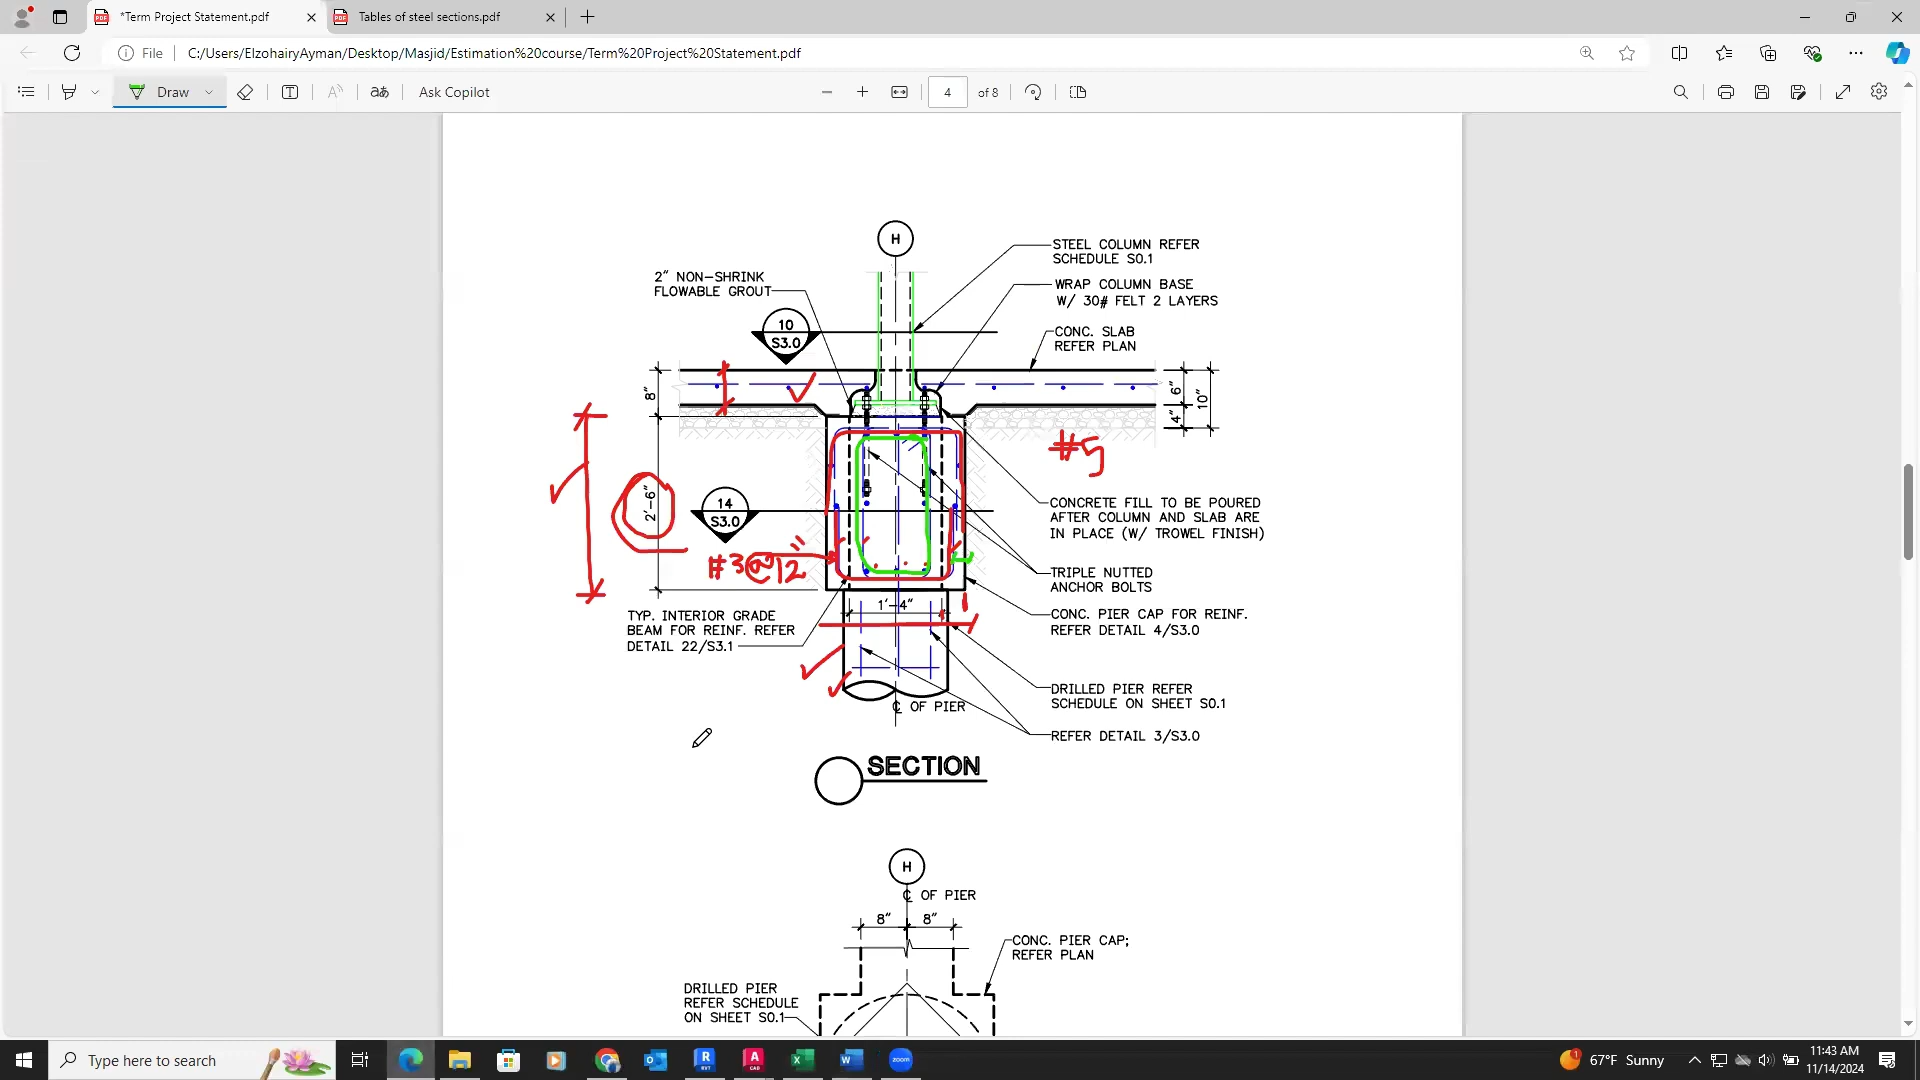 *Term Project Statement.pdf
Tables of steel sections.pdf
File
C:/Users/ElzohairyAyman/Desktop/Masjid/Estimation%20course/Term%20Project%20Statement.pdf
Draw
Ask Copilot
4
of 8
H
2" NON-SHRINK
FLOWABLE GROUT
10
S3.0
STEEL COLUMN REFER
SCHEDULE S0.1
WRAP COLUMN BASE
W/ 30# FELT 2 LAYERS
CONC. SLAB
REFER PLAN
8"
6"
4"
10"
#5
2'-6"
14
S3.0
#3@12"
CONCRETE FILL TO BE POURED
AFTER COLUMN AND SLAB ARE
IN PLACE (W/ TROWEL FINISH)
TRIPLE NUTTED
ANCHOR BOLTS
1'-4"
TYP. INTERIOR GRADE
BEAM FOR REINF. REFER
DETAIL 22/S3.1
CONC. PIER CAP FOR REINF.
REFER DETAIL 4/S3.0
DRILLED PIER REFER
SCHEDULE ON SHEET S0.1
℄ OF PIER
REFER DETAIL 3/S3.0
SECTION
H
℄ OF PIER
8" 8"
CONC. PIER CAP;
REFER PLAN
DRILLED PIER
REFER SCHEDULE
ON SHEET S0.1
Type here to search
67°F Sunny
11:43 AM
11/14/2024